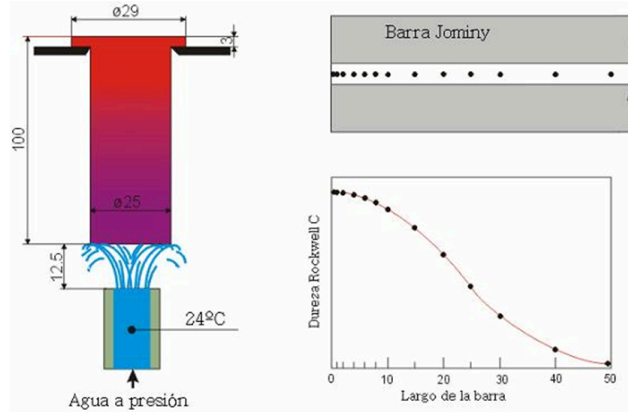 ø29
3
100
ø25
12.5
24ºC
Agua a presión
Barra Jominy
Dureza Rockwell C
0 10 20 30 40 50
Largo de la barra